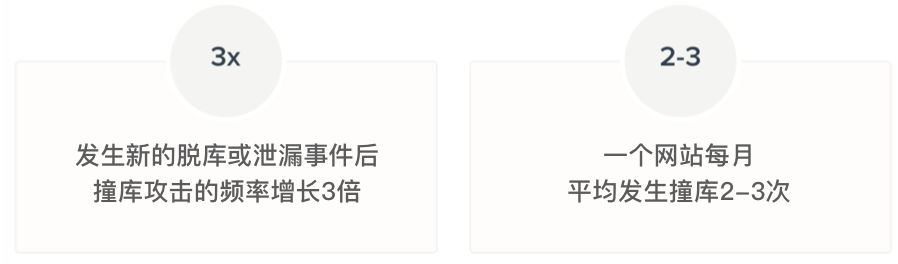 3x
发生新的脱库或泄漏事件后
撞库攻击的频率增长3倍
2-3
一个网站每月
平均发生撞库2-3次